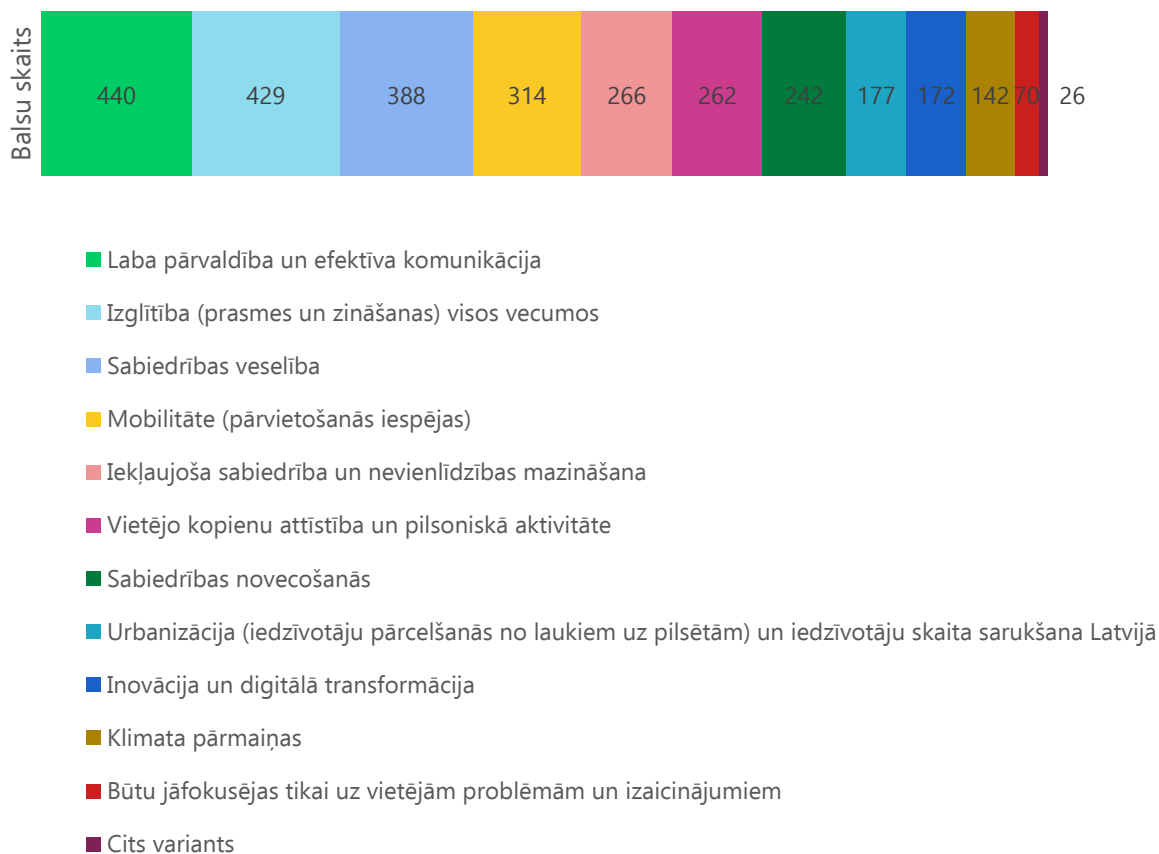 Balsu skaits
440 429 388 314 266 262 242 177 172 142 70 26
Laba pārvaldība un efektīva komunikācija
Izglītība (prasmes un zināšanas) visos vecumos
Sabiedrības veselība
Mobilitāte (pārvietošanās iespējas)
Iekļaujoša sabiedrība un nevienlīdzības mazināšana
Vietējo kopienu attīstība un pilsoniskā aktivitāte
Sabiedrības novecošanās
Urbanizācija (iedzīvotāju pārcelšanās no laukiem uz pilsētām) un iedzīvotāju skaita sarukšana Latvijā
Inovācija un digitālā transformācija
Klimata pārmaiņas
Būtu jāfokusējas tikai uz vietējām problēmām un izaicinājumiem
Cits variants